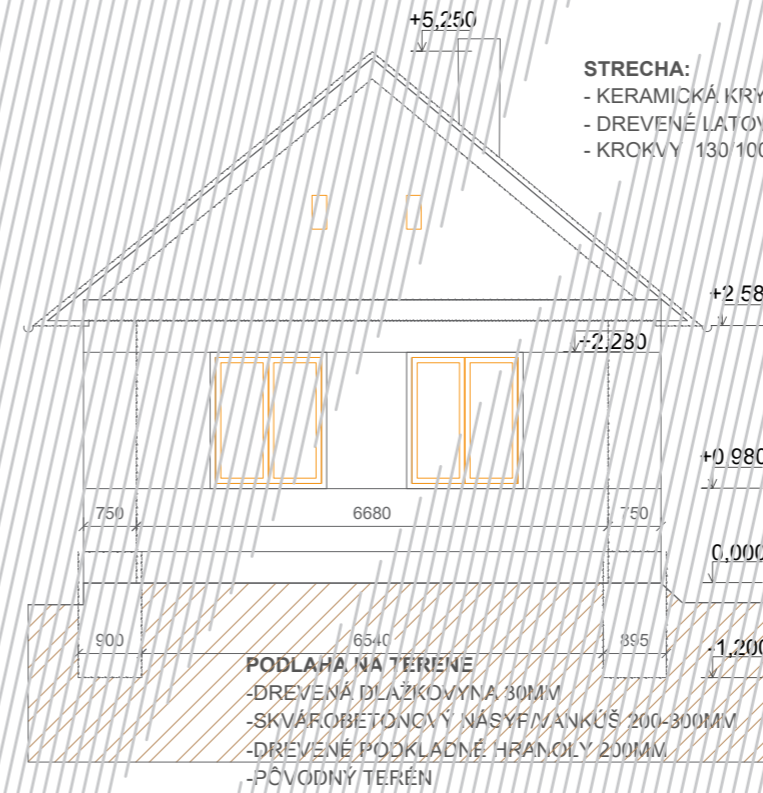 +5,250
STRECHA:
- KERAMICKÁ KRY
- DREVENÉ LATOV
- KROKVY 130/100
+2,58
+2,280
+0,980
750 6680 750
0,000
900 6540 895
-1,200
PODLAHA NA TERENE
-DREVENÁ DLAŽKOVYNA 30MM
-SKVÁROBETÓNOVÝ NÁSYP/VANKÚŠ 200-300MM
-DREVENÉ PODKLADNÉ HRANOLY 200MM
-PÔVODNÝ TERÉN